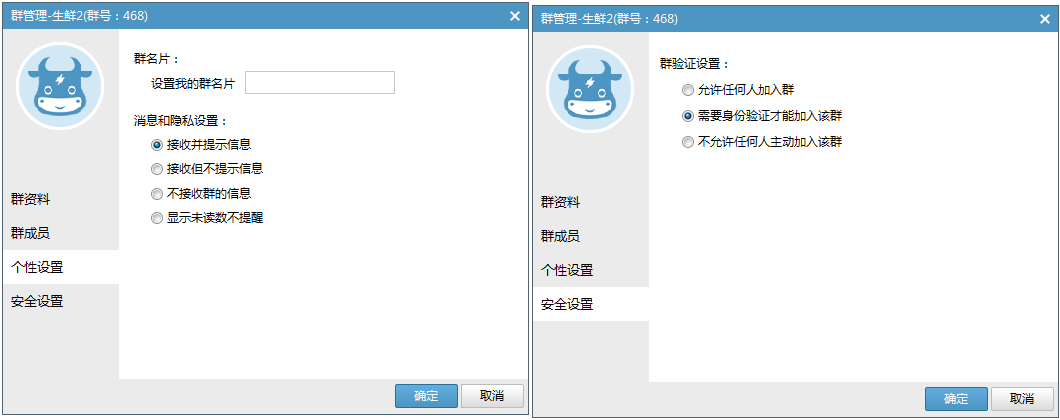 群管理-生鲜2(群号：468)
群名片：
设置我的群名片
消息和隐私设置：
接收并提示信息
接收但不提示信息
不接收群的信息
显示未读数不提醒
群资料
群成员
个性设置
安全设置
确定
取消
群管理-生鲜2(群号：468)
群验证设置：
允许任何人加入群
需要身份验证才能加入该群
不允许任何人主动加入该群
群资料
群成员
个性设置
安全设置
确定
取消